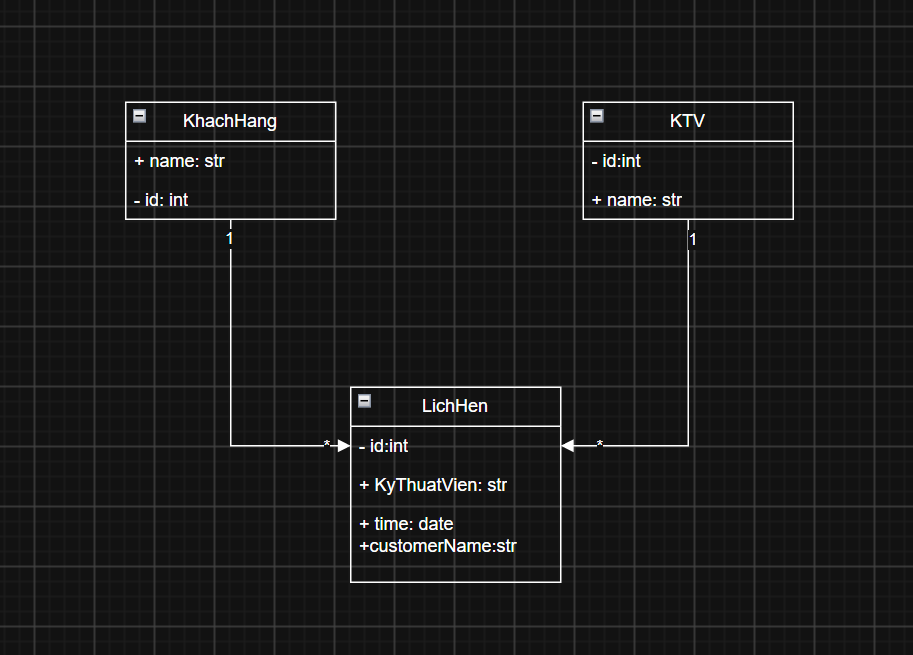 KhachHang
+ name: str
- id: int
KTV
- id:int
+ name: str
1
1
LichHen
*
- id:int
*
+ KyThuatVien: str
+ time: date
+customerName:str